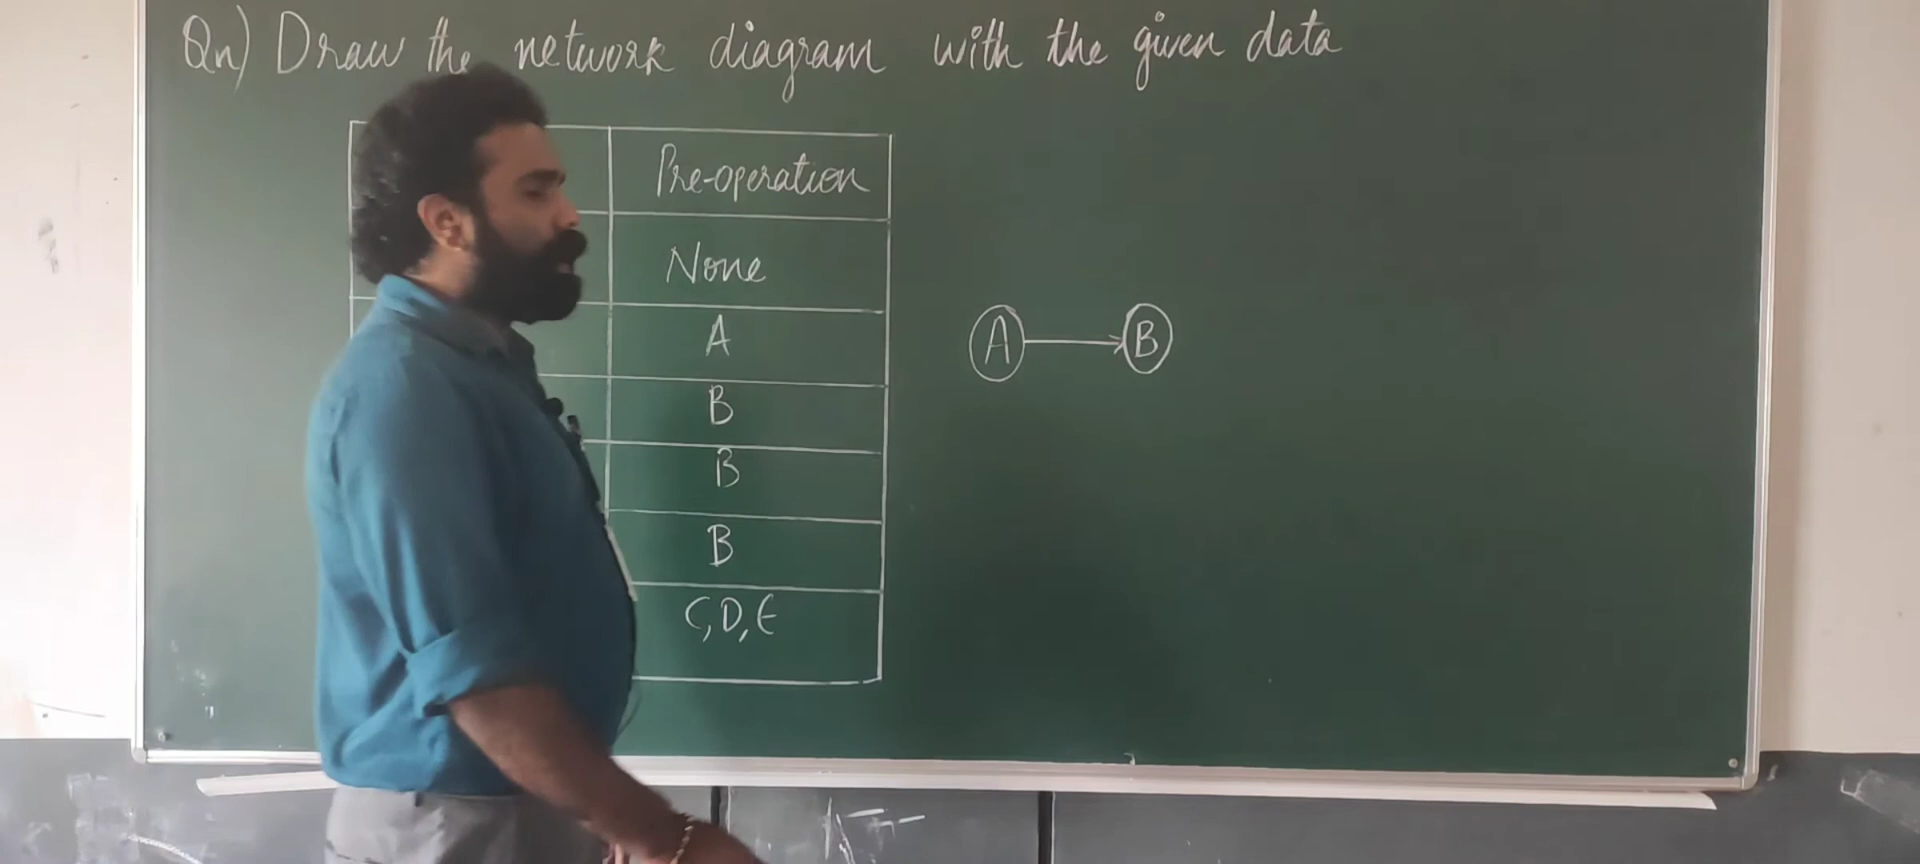 Qn) Draw the network diagram with the given data
Pre-operation
None
A
B
B
B
C, D, E
A B